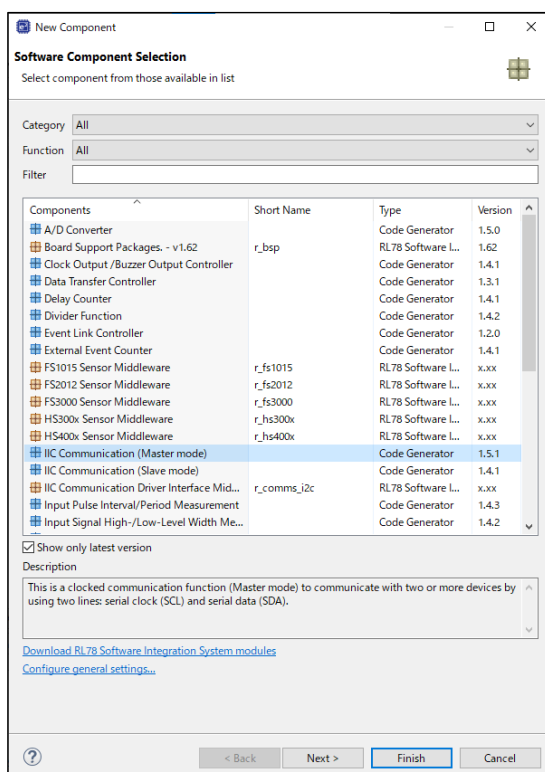 New Component
Software Component Selection
Select component from those available in list
Category All
Function All
Filter
Components Short Name Type Version
A/D Converter Code Generator 1.5.0
Board Support Packages. - v1.62 r_bsp RL78 Software I... 1.62
Clock Output /Buzzer Output Controller Code Generator 1.4.1
Data Transfer Controller Code Generator 1.3.1
Delay Counter Code Generator 1.4.1
Divider Function Code Generator 1.4.2
Event Link Controller Code Generator 1.2.0
External Event Counter Code Generator 1.4.1
FS1015 Sensor Middleware r_fs1015 RL78 Software I... x.xx
FS2012 Sensor Middleware r_fs2012 RL78 Software I... x.xx
FS3000 Sensor Middleware r_fs3000 RL78 Software I... x.xx
HS300x Sensor Middleware r_hs300x RL78 Software I... x.xx
HS400x Sensor Middleware r_hs400x RL78 Software I... x.xx
IIC Communication (Master mode) Code Generator 1.5.1
IIC Communication (Slave mode) Code Generator 1.4.1
IIC Communication Driver Interface Mid... r_comms_i2c RL78 Software I... x.xx
Input Pulse Interval/Period Measurement Code Generator 1.4.3
Input Signal High-/Low-Level Width Me... Code Generator 1.4.2
Show only latest version
Description
This is a clocked communication function (Master mode) to communicate with two or more devices by
using two lines: serial clock (SCL) and serial data (SDA).
Download RL78 Software Integration System modules
Configure general settings...
? < Back Next > Finish Cancel